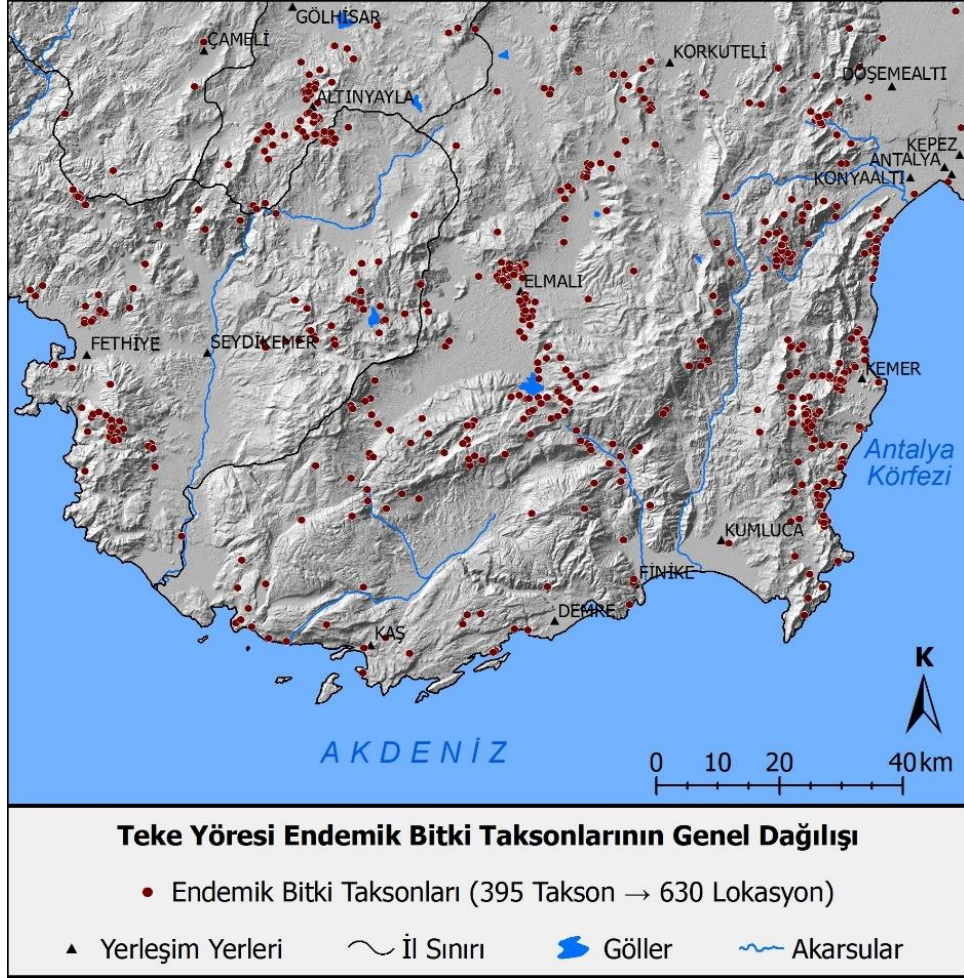 GÖLHİSAR
ÇAMELİ
KORKUTELİ
DÖŞEMEALTI
ALTINYAYLA
KEPEZ
ANTALYA
KONYAALTI
ELMALI
FETHİYE
SEYDİKEMER
KEMER
Antalya
Körfezi
KUMLUCA
FİNİKE
DEMRE
KAŞ
K
AKDENİZ
0 10 20 40 km
Teke Yöresi Endemik Bitki Taksonlarının Genel Dağılışı
Endemik Bitki Taksonları (395 Takson → 630 Lokasyon)
Yerleşim Yerleri İl Sınırı Göller Akarsular